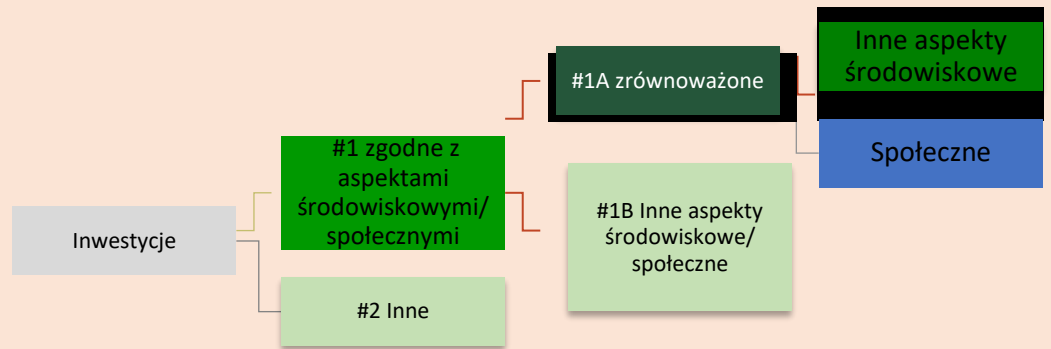 Inwestycje
#1 zgodne z
aspektami
środowiskowymi/
społecznymi
#2 Inne
#1A zrównoważone
#1B Inne aspekty
środowiskowe/
społeczne
Inne aspekty
środowiskowe
Społeczne